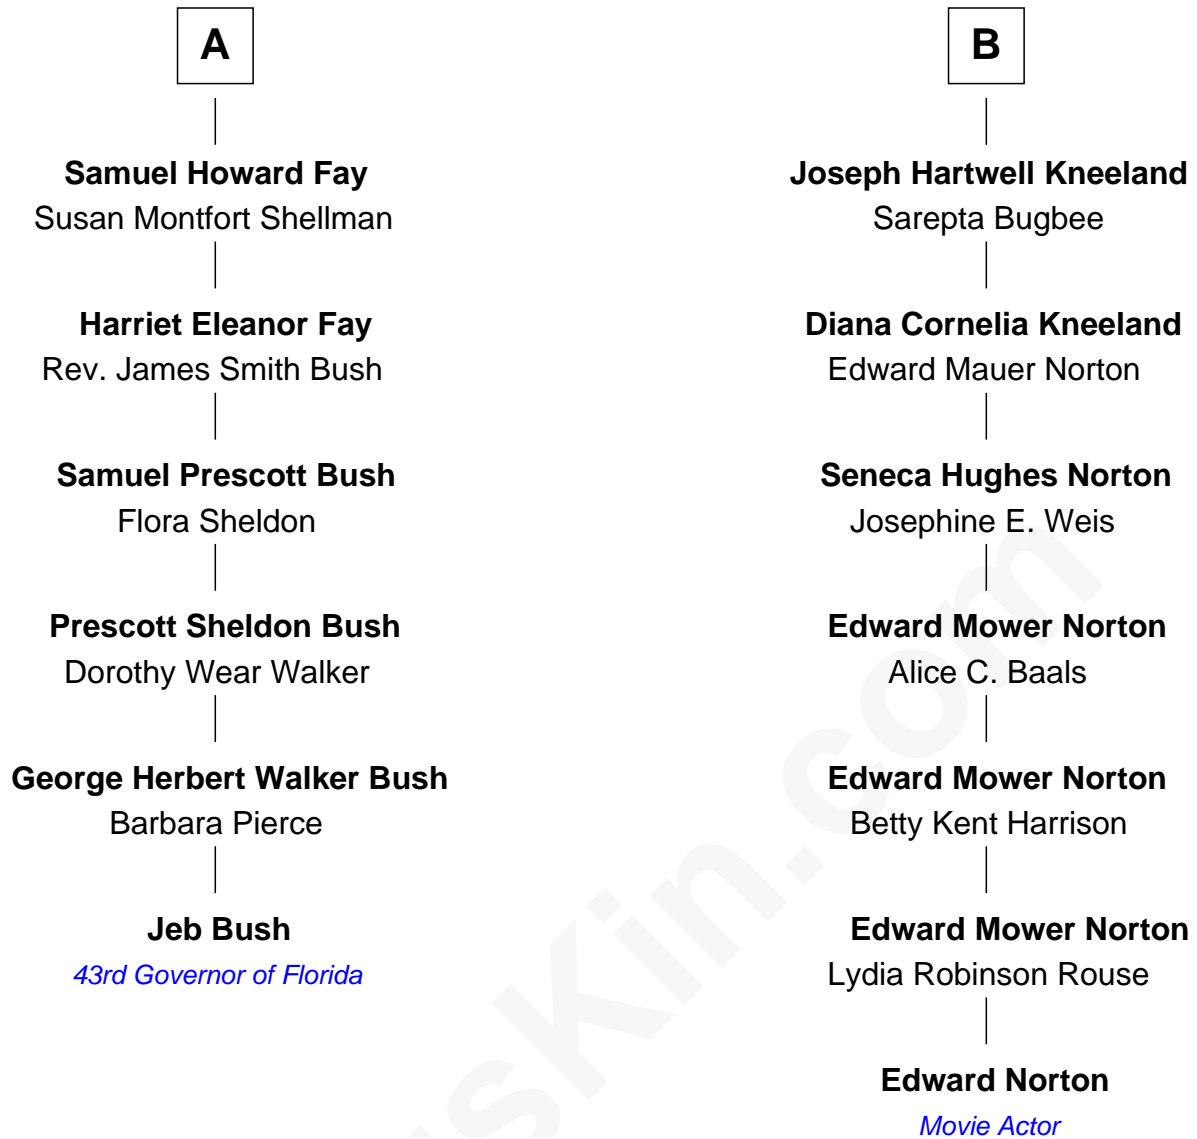 A
Samuel Howard Fay
Susan Montfort Shellman
Harriet Eleanor Fay
Rev. James Smith Bush
Samuel Prescott Bush
Flora Sheldon
Prescott Sheldon Bush
Dorothy Wear Walker
George Herbert Walker Bush
Barbara Pierce
Jeb Bush
43rd Governor of Florida
B
Joseph Hartwell Kneeland
Sarepta Bugbee
Diana Cornelia Kneeland
Edward Mauer Norton
Seneca Hughes Norton
Josephine E. Weis
Edward Mower Norton
Alice C. Baals
Edward Mower Norton
Betty Kent Harrison
Edward Mower Norton
Lydia Robinson Rouse
Edward Norton
Movie Actor